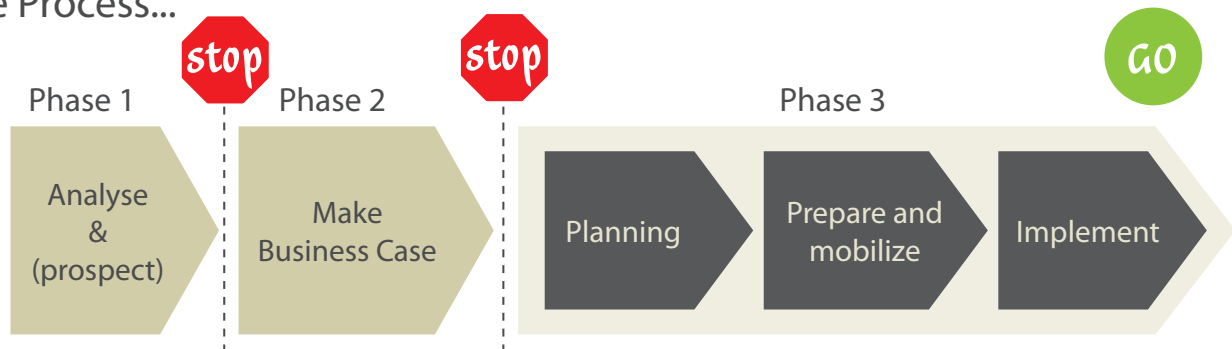 Process...
stop
stop
GO
Phase 1
Phase 2
Phase 3
Analyse
&
(prospect)
Make
Business Case
Planning
Prepare and
mobilize
Implement